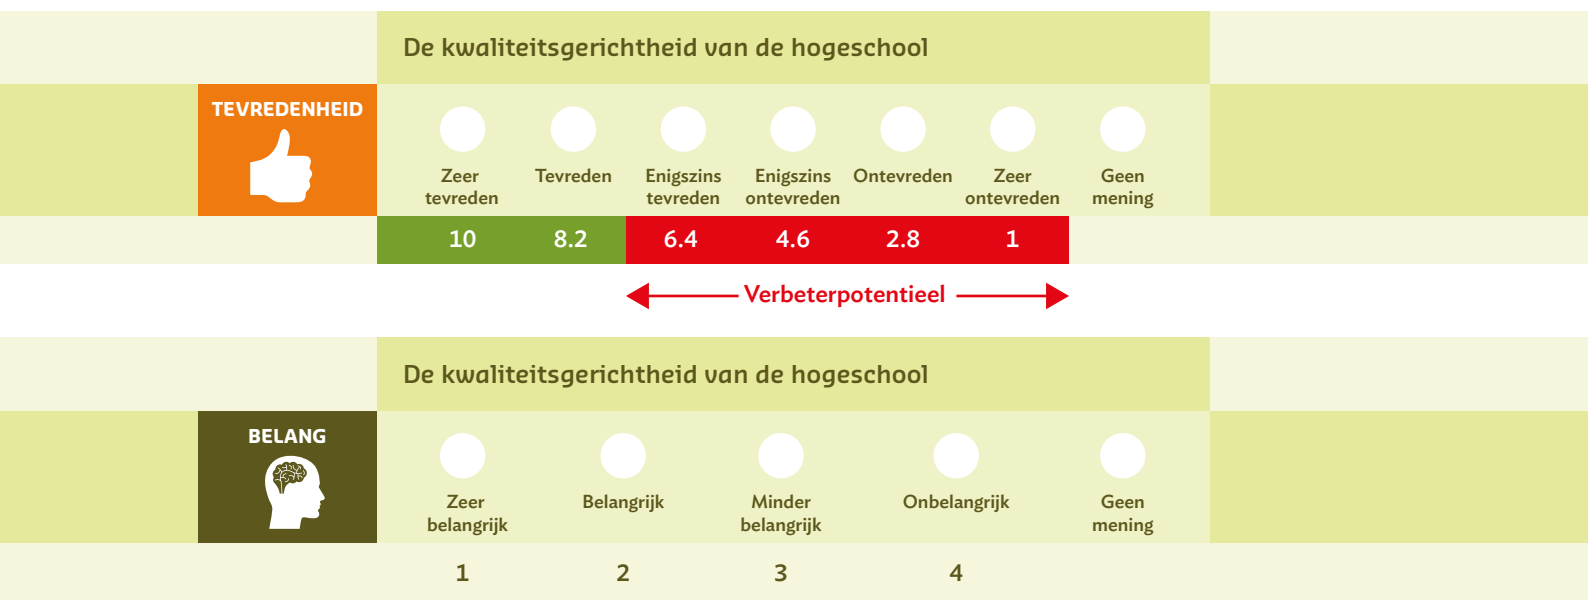 De kwaliteitsgerichtheid van de hogeschool
TEVREDENHEID
Zeer tevreden
Tevreden
Enigszins tevreden
Enigszins ontevreden
Ontevreden
Zeer ontevreden
Geen mening
10 8.2 6.4 4.6 2.8 1
Verbeterpotentieel
De kwaliteitsgerichtheid van de hogeschool
BELANG
Zeer belangrijk
Belangrijk
Minder belangrijk
Onbelangrijk
Geen mening
1 2 3 4